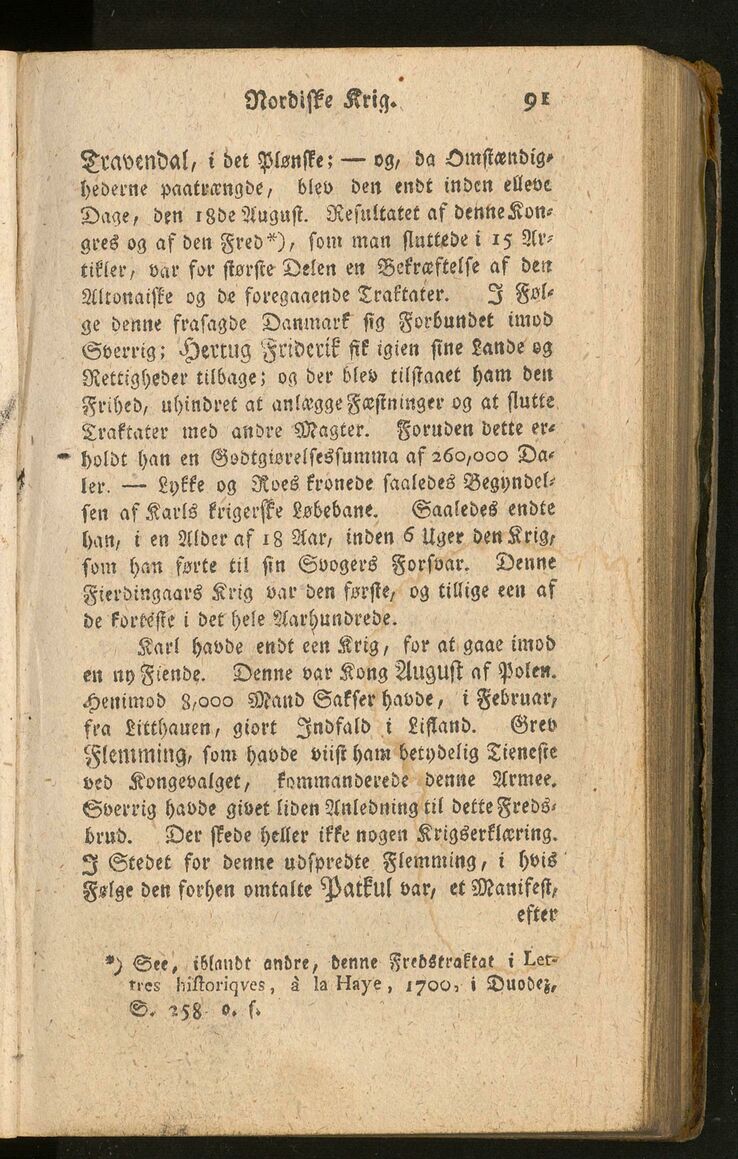 Nordiske Krig. 91
Travendal, i det Plønske; — og, da Omstændig-
hederne paatrængde, blev den endt inden elleve
Dage, den 18de August. Resultatet af denne Kon-
gres og af den Fred*), som man sluttede i 15 Ar-
tikler, var for største Delen en Bekræftelse af den
Altonaiske og de foregaaende Traktater. I Føl-
ge denne frasagde Danmark sig Forbundet imod
Sverrig; Hertug Friderik fik igien sine Lande og
Rettigheder tilbage; og der blev tilstaaet ham den
Frihed, uhindret at anlægge Fæstninger og at slutte
Traktater med andre Magter. Foruden dette er-
holdt han en Godtgiørelsessumma af 260,000 Da-
ler. — Lykke og Roes kronede saaledes Begyndel-
sen af Karls krigerske Løbebane. Saaledes endte
han, i en Alder af 18 Aar, inden 6 Uger den Krig,
som han førte til sin Svogers Forsvar. Denne
Fierdingaars Krig var den første, og tillige een af
de korteste i det hele Aarhundrede.
Karl havde endt een Krig, for at gaae imod
en ny Fiende. Denne var Kong August af Polen.
Henimod 8,000 Mand Sakser havde, i Februar,
fra Litthauen, giort Indfald i Lifland. Grev
Flemming, som havde viist ham betydelig Tieneste
ved Kongevalget, kommanderede denne Armee.
Sverrig havde givet liden Anledning til dette Freds-
brud. Der skede heller ikke nogen Krigserklæring.
I Stedet for denne udspredte Flemming, i hvis
Følge den forhen omtalte Patkul var, et Manifest,
efter
*) See, iblandt andre, denne Fredstraktat i Let-
tres historiqves, à la Haye, 1700, i Duodez,
S. 258 o. f.